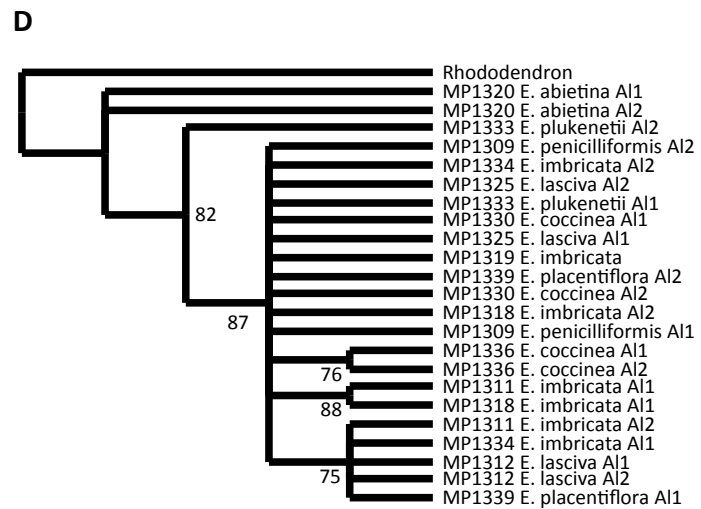 D
Rhododendron
MP1320 E. abietina Al1
MP1320 E. abietina Al2
MP1333 E. plukenetii Al2
MP1309 E. penicilliformis Al2
MP1334 E. imbricata Al2
MP1325 E. lasciva Al2
MP1333 E. plukenetii Al1
82
MP1330 E. coccinea Al1
MP1325 E. lasciva Al1
MP1319 E. imbricata
MP1339 E. placentiflora Al2
MP1330 E. coccinea Al2
MP1318 E. imbricata Al2
87
MP1309 E. penicilliformis Al1
MP1336 E. coccinea Al1
76
MP1336 E. coccinea Al2
MP1311 E. imbricata Al1
88
MP1318 E. imbricata Al1
MP1311 E. imbricata Al2
MP1334 E. imbricata Al1
MP1312 E. lasciva Al1
75
MP1312 E. lasciva Al2
MP1339 E. placentiflora Al1